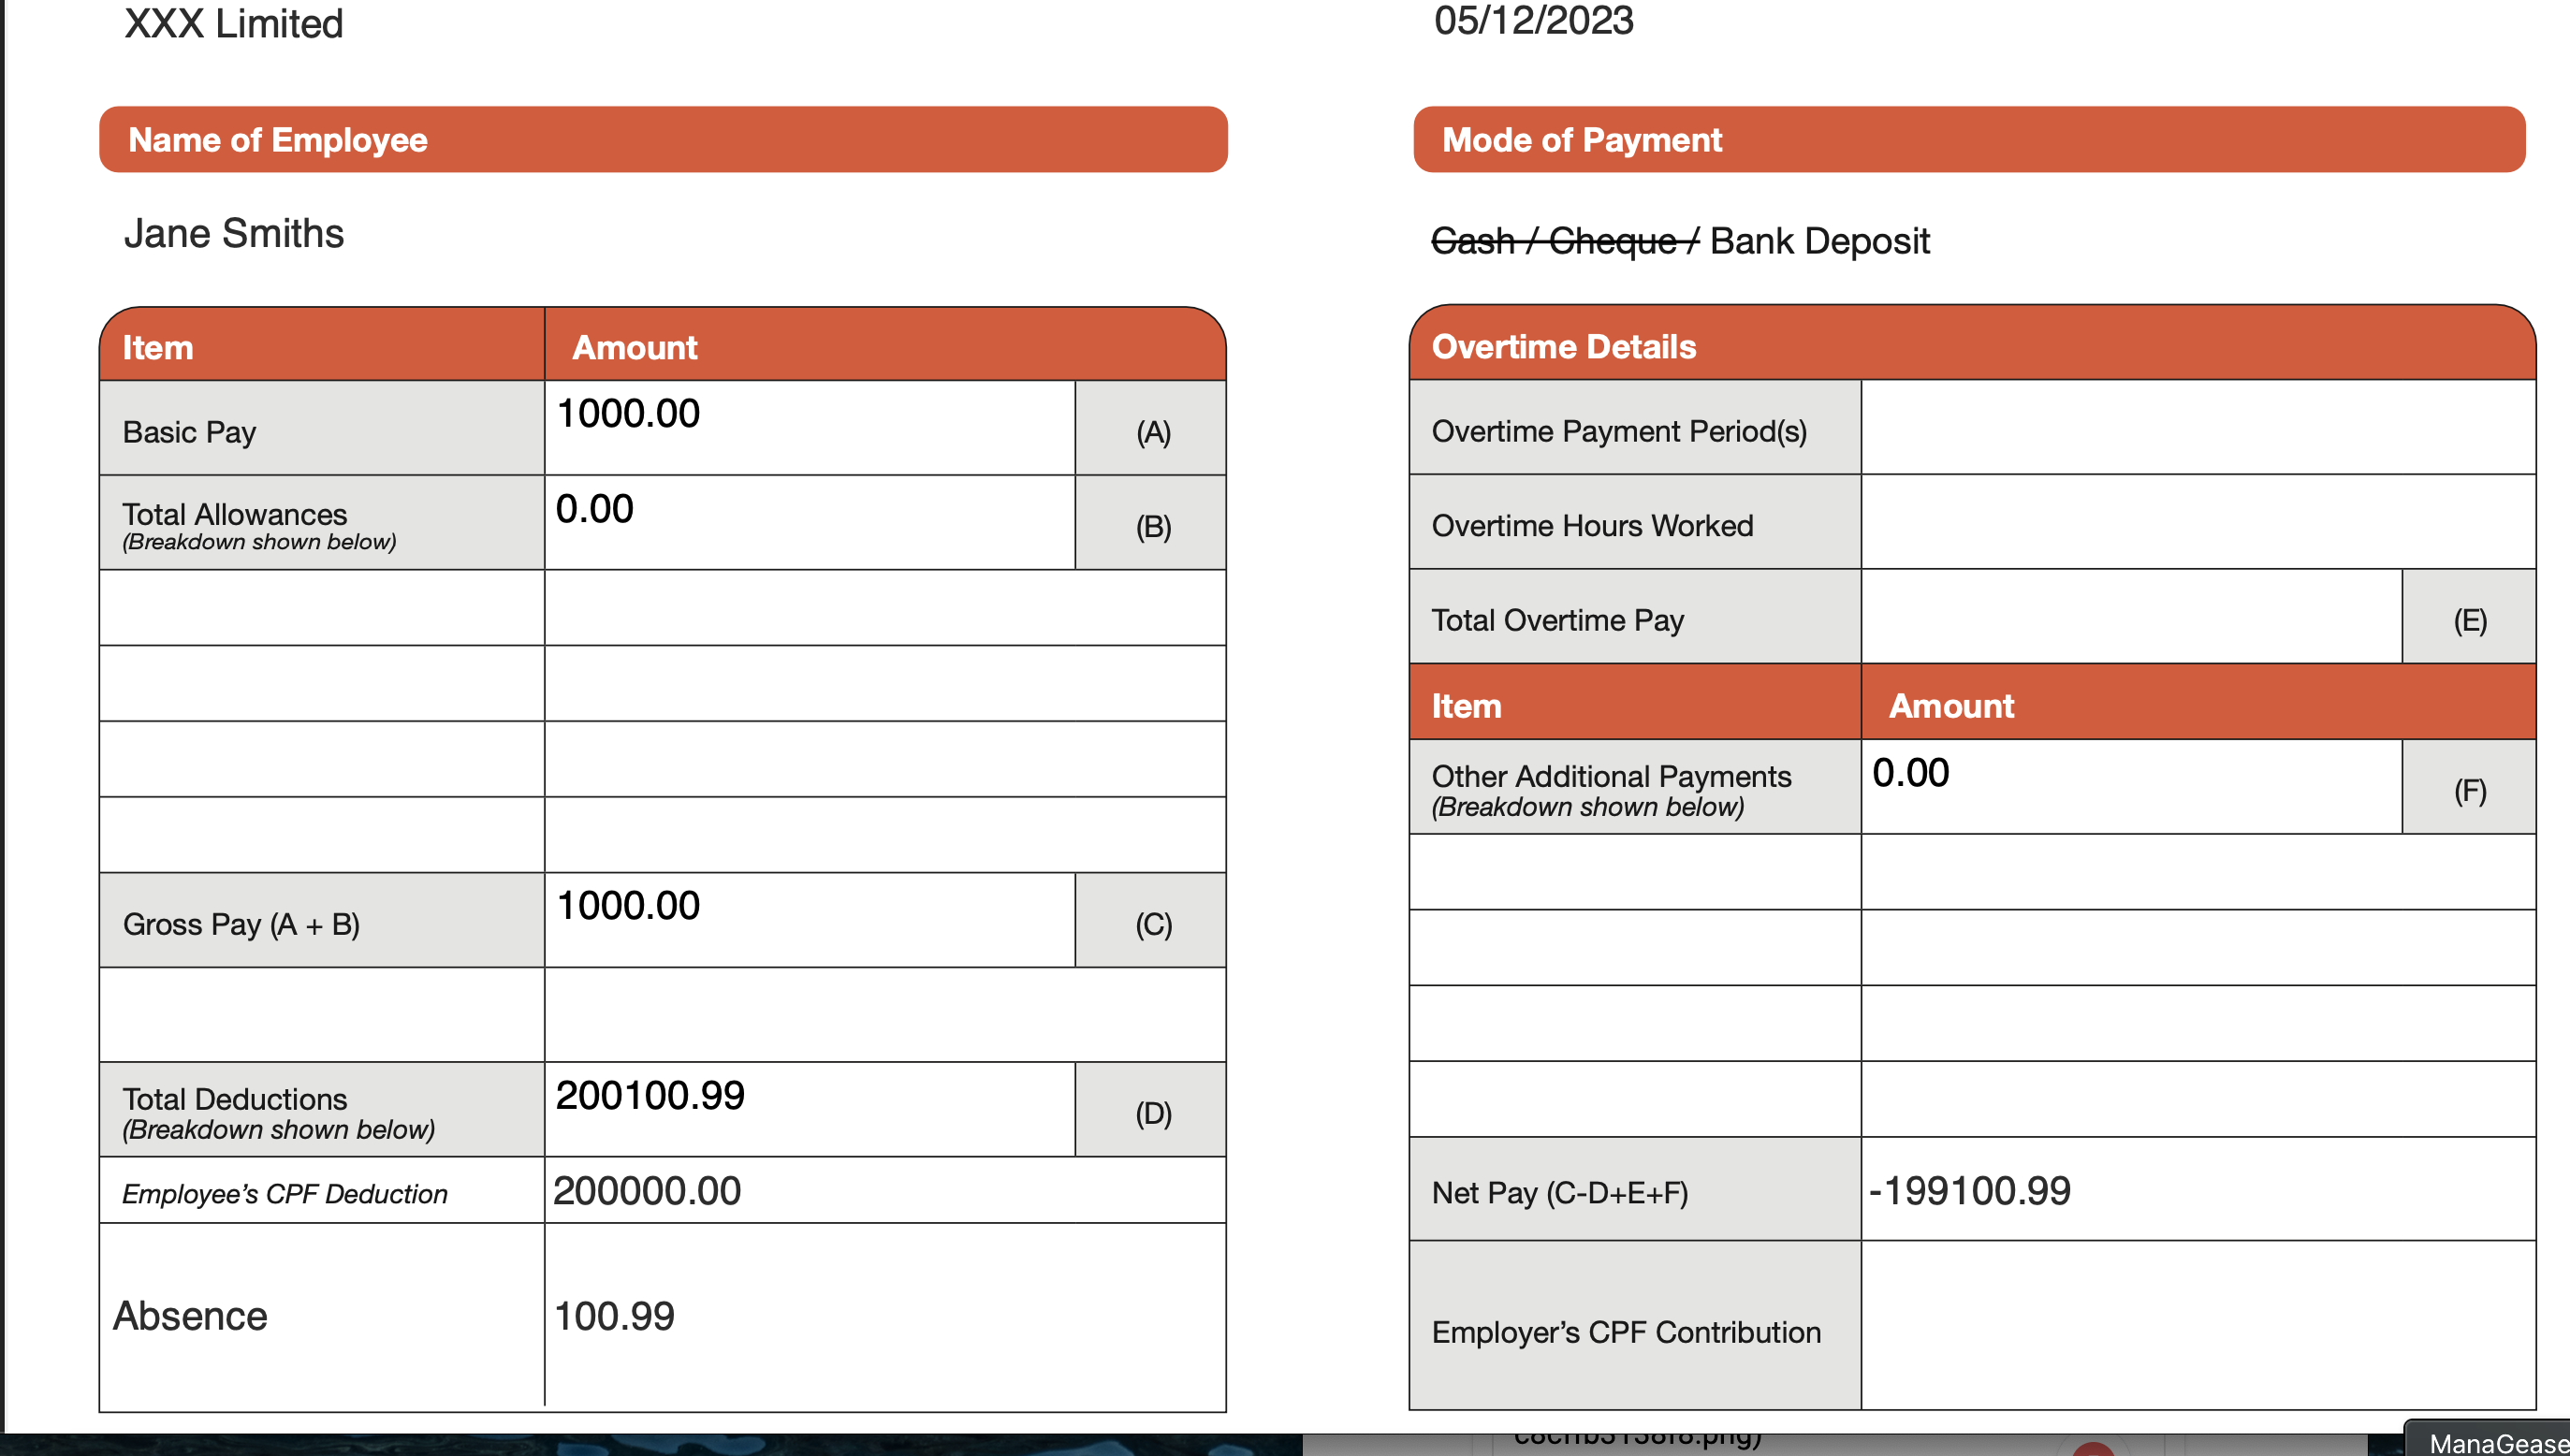 XXX Limited
05/12/2023
Name of Employee
Mode of Payment
Jane Smiths
Cash / Cheque / Bank Deposit
Item Amount
Basic Pay 1000.00 (A)
Total Allowances 0.00 (B)
(Breakdown shown below)
Gross Pay (A + B) 1000.00 (C)
Total Deductions 200100.99 (D)
(Breakdown shown below)
Employee’s CPF Deduction 200000.00
Absence 100.99
Overtime Details
Overtime Payment Period(s)
Overtime Hours Worked
Total Overtime Pay (E)
Item Amount
Other Additional Payments 0.00 (F)
(Breakdown shown below)
Net Pay (C-D+E+F) -199100.99
Employer’s CPF Contribution
ManaGease